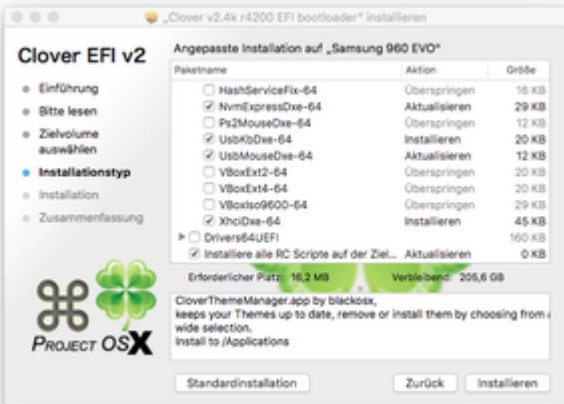 „Clover v2.4k r4200 EFI bootloader“ installieren
Clover EFI v2
Angepasste Installation auf „Samsung 960 EVO“
Einführung
Bitte lesen
Zielvolume
auswählen
Installationstyp
Installation
Zusammenfassung
Paketname Aktion Größe
HashServiceFix-64 Überspringen 16 KB
NvmExpressDxe-64 Aktualisieren 29 KB
Ps2MouseDxe-64 Überspringen 12 KB
UsbKbDxe-64 Installieren 20 KB
UsbMouseDxe-64 Aktualisieren 12 KB
VBoxExt2-64 Überspringen 20 KB
VBoxExt4-64 Überspringen 20 KB
VBoxIso9600-64 Überspringen 29 KB
XhciDxe-64 Installieren 45 KB
Drivers64UEFI 160 KB
Installiere alle RC Scripte auf der Ziel... Aktualisieren 0 KB
Erforderlicher Platz: 16,2 MB Verbleibend: 205,6 GB
CloverThemeManager.app by blackosx,
keeps your Themes up to date, remove or install them by choosing from a
wide selection.
Install to /Applications
PROJECT OSX
Standardinstallation Zurück Installieren